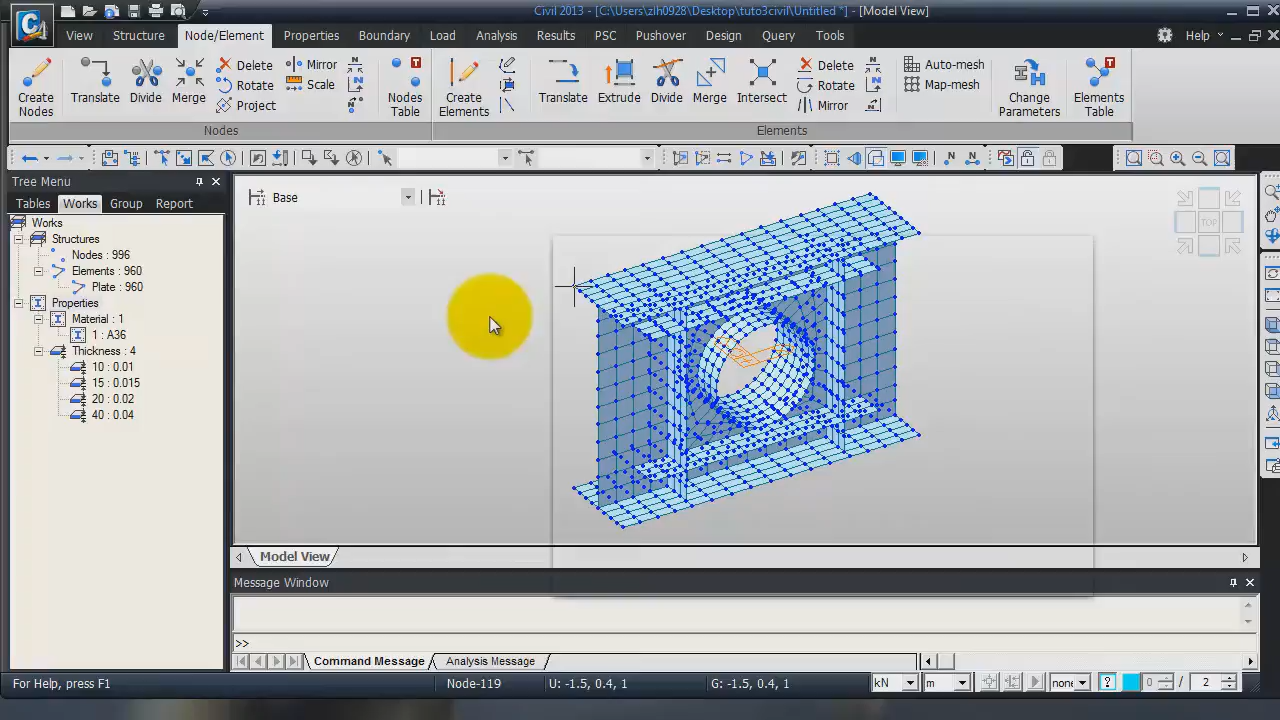 Civil 2013 - [C:\Users\zlh0928\Desktop\tuto3civil\Untitled *] - [Model View]
View Structure Node/Element Properties Boundary Load Analysis Results PSC Pushover Design Query Tools Help
Create Nodes
Translate
Divide
Merge
Delete
Rotate
Project
Mirror
Scale
Nodes Table
Create Elements
Translate
Extrude
Divide
Merge
Intersect
Delete
Rotate
Mirror
Auto-mesh
Map-mesh
Change Parameters
Elements Table
Nodes
Elements
Tree Menu
Tables Works Group Report
Works
Structures
Nodes : 996
Elements : 960
Plate : 960
Properties
Material : 1
1 : A36
Thickness : 4
10 : 0.01
15 : 0.015
20 : 0.02
40 : 0.04
Base
TOP
Model View
Message Window
>>
Command Message Analysis Message
For Help, press F1
Node-119
U: -1.5, 0.4, 1
G: -1.5, 0.4, 1
kN
m
none
?
0 / 2